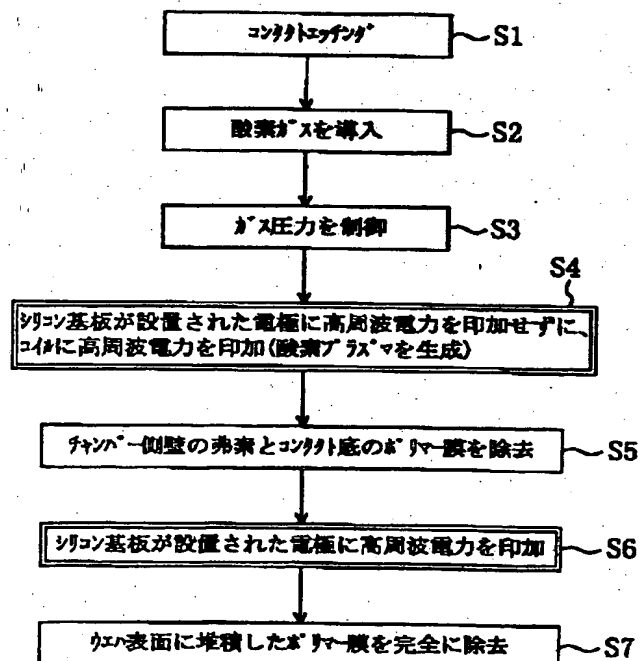 コンタクトエッチング S1
酸素ガスを導入 S2
ガス圧力を制御 S3
S4
シリコン基板が設置された電極に高周波電力を印加せずに、
コイルに高周波電力を印加(酸素プラズマを生成)
チャンバー側壁の弗素とコンタクト底のポリマー膜を除去 S5
シリコン基板が設置された電極に高周波電力を印加 S6
ウエハ表面に堆積したポリマー膜を完全に除去 S7